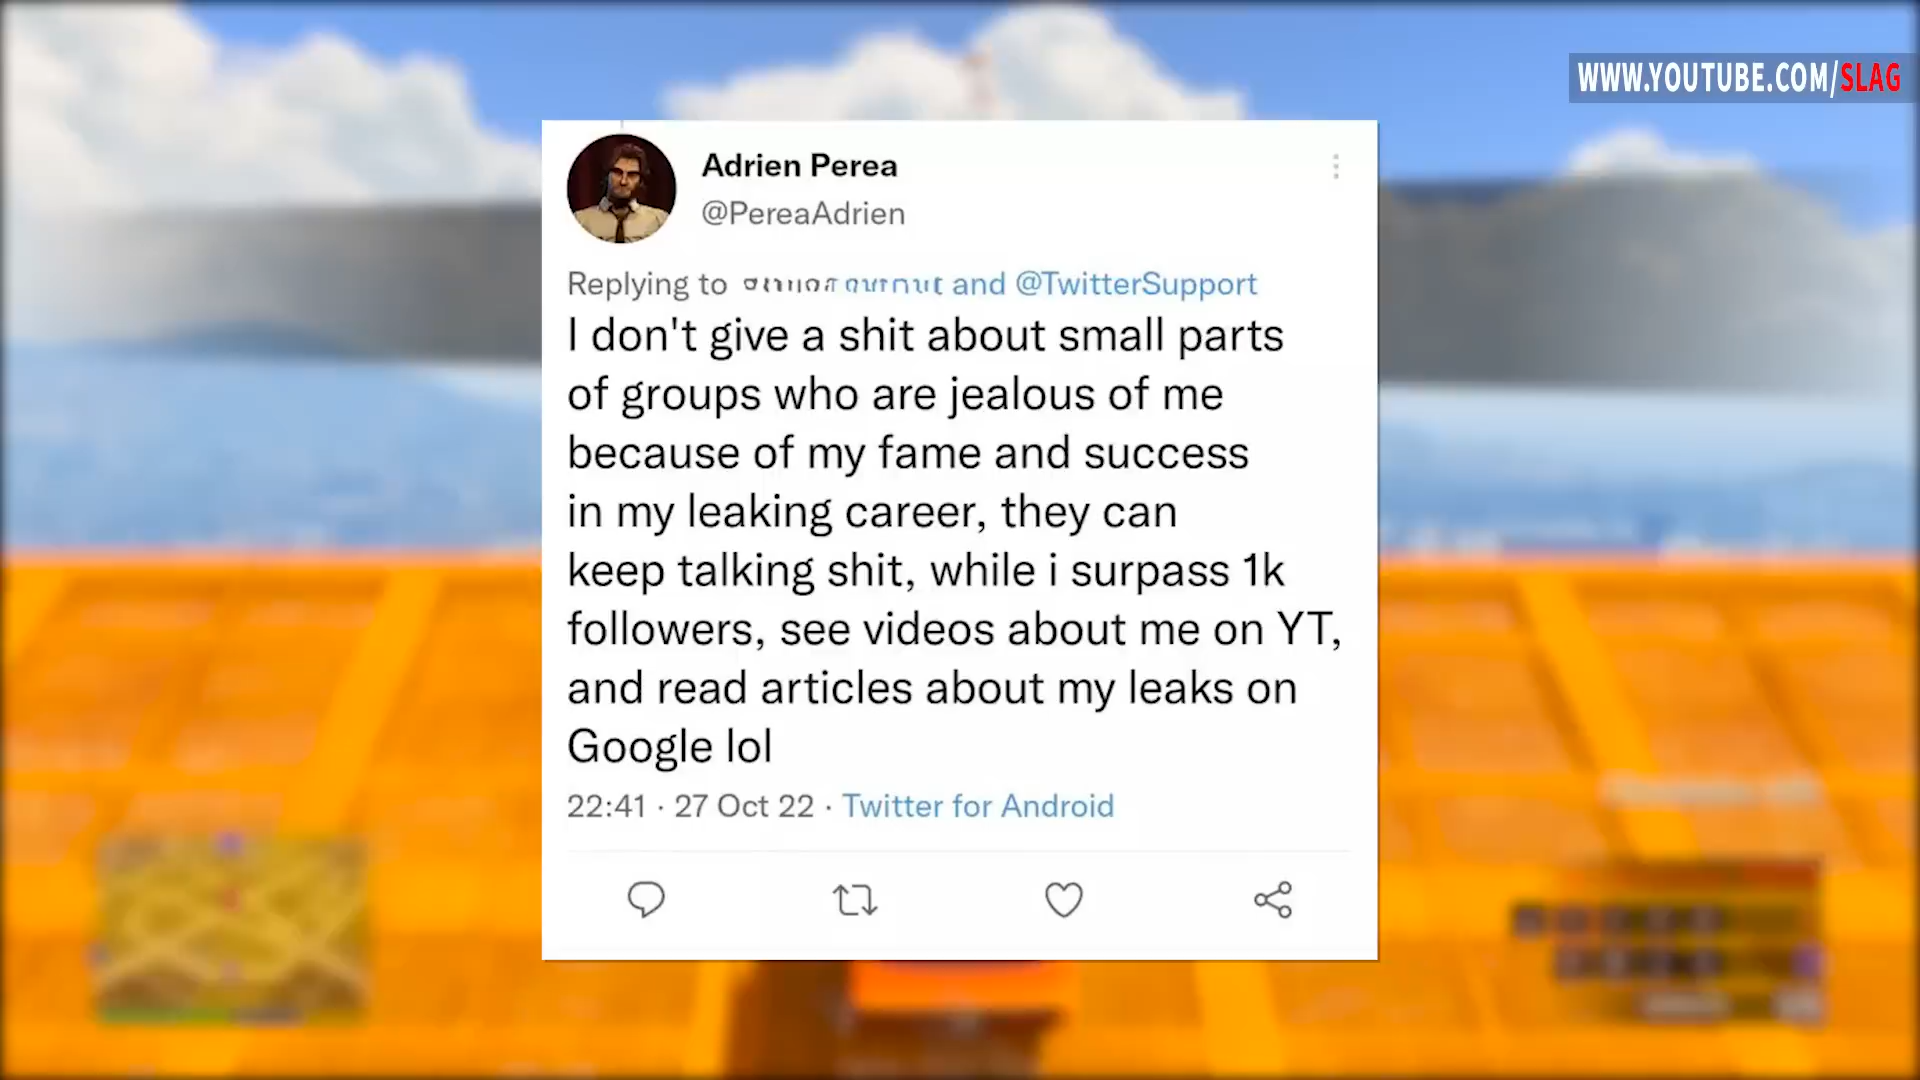 WWW.YOUTUBE.COM/SLAG
Adrien Perea
@PereaAdrien
Replying to and @TwitterSupport
I don't give a shit about small parts
of groups who are jealous of me
because of my fame and success
in my leaking career, they can
keep talking shit, while i surpass 1k
followers, see videos about me on YT,
and read articles about my leaks on
Google lol
22:41 · 27 Oct 22 · Twitter for Android